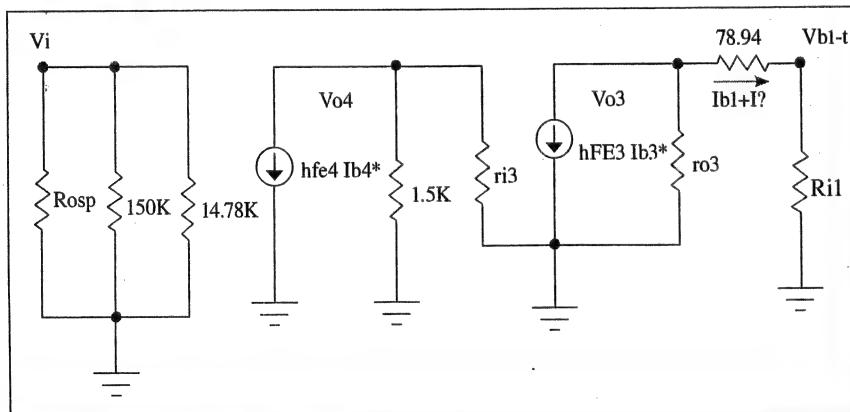 Vi
Rosp
150K
14.78K
Vo4
hfe4 Ib4*
1.5K
ri3
Vo3
hFE3 Ib3*
ro3
78.94
Ib1+I?
Vb1-t
Ri1